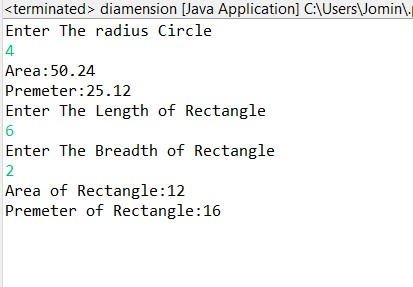 <terminated> diamension [Java Application] C:\Users\Jomin\.
Enter The radius Circle
4
Area:50.24
Premeter:25.12
Enter The Length of Rectangle
6
Enter The Breadth of Rectangle
2
Area of Rectangle:12
Premeter of Rectangle:16